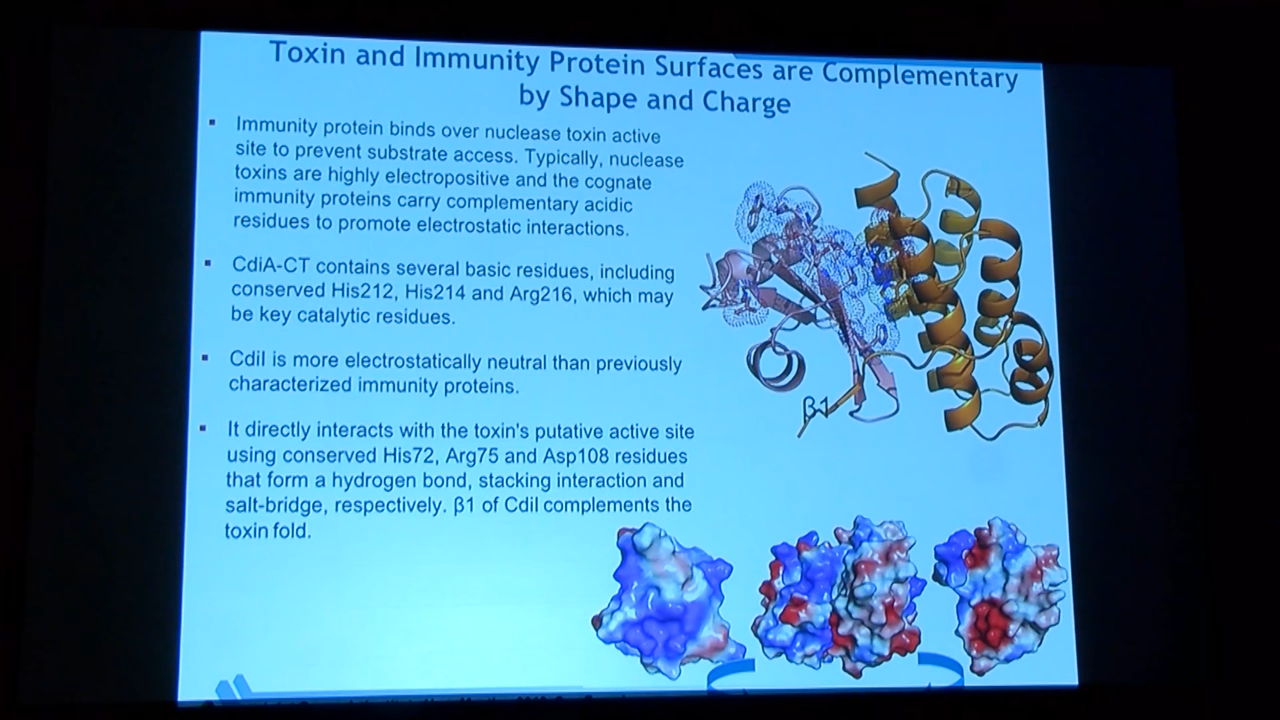 Toxin and Immunity Protein Surfaces are Complementary
by Shape and Charge
▪ Immunity protein binds over nuclease toxin active
site to prevent substrate access. Typically, nuclease
toxins are highly electropositive and the cognate
immunity proteins carry complementary acidic
residues to promote electrostatic interactions.
▪ CdiA-CT contains several basic residues, including
conserved His212, His214 and Arg216, which may
be key catalytic residues.
▪ CdiI is more electrostatically neutral than previously
characterized immunity proteins.
▪ It directly interacts with the toxin's putative active site
using conserved His72, Arg75 and Asp108 residues
that form a hydrogen bond, stacking interaction and
salt-bridge, respectively. β1 of CdiI complements the
toxin fold.
β1